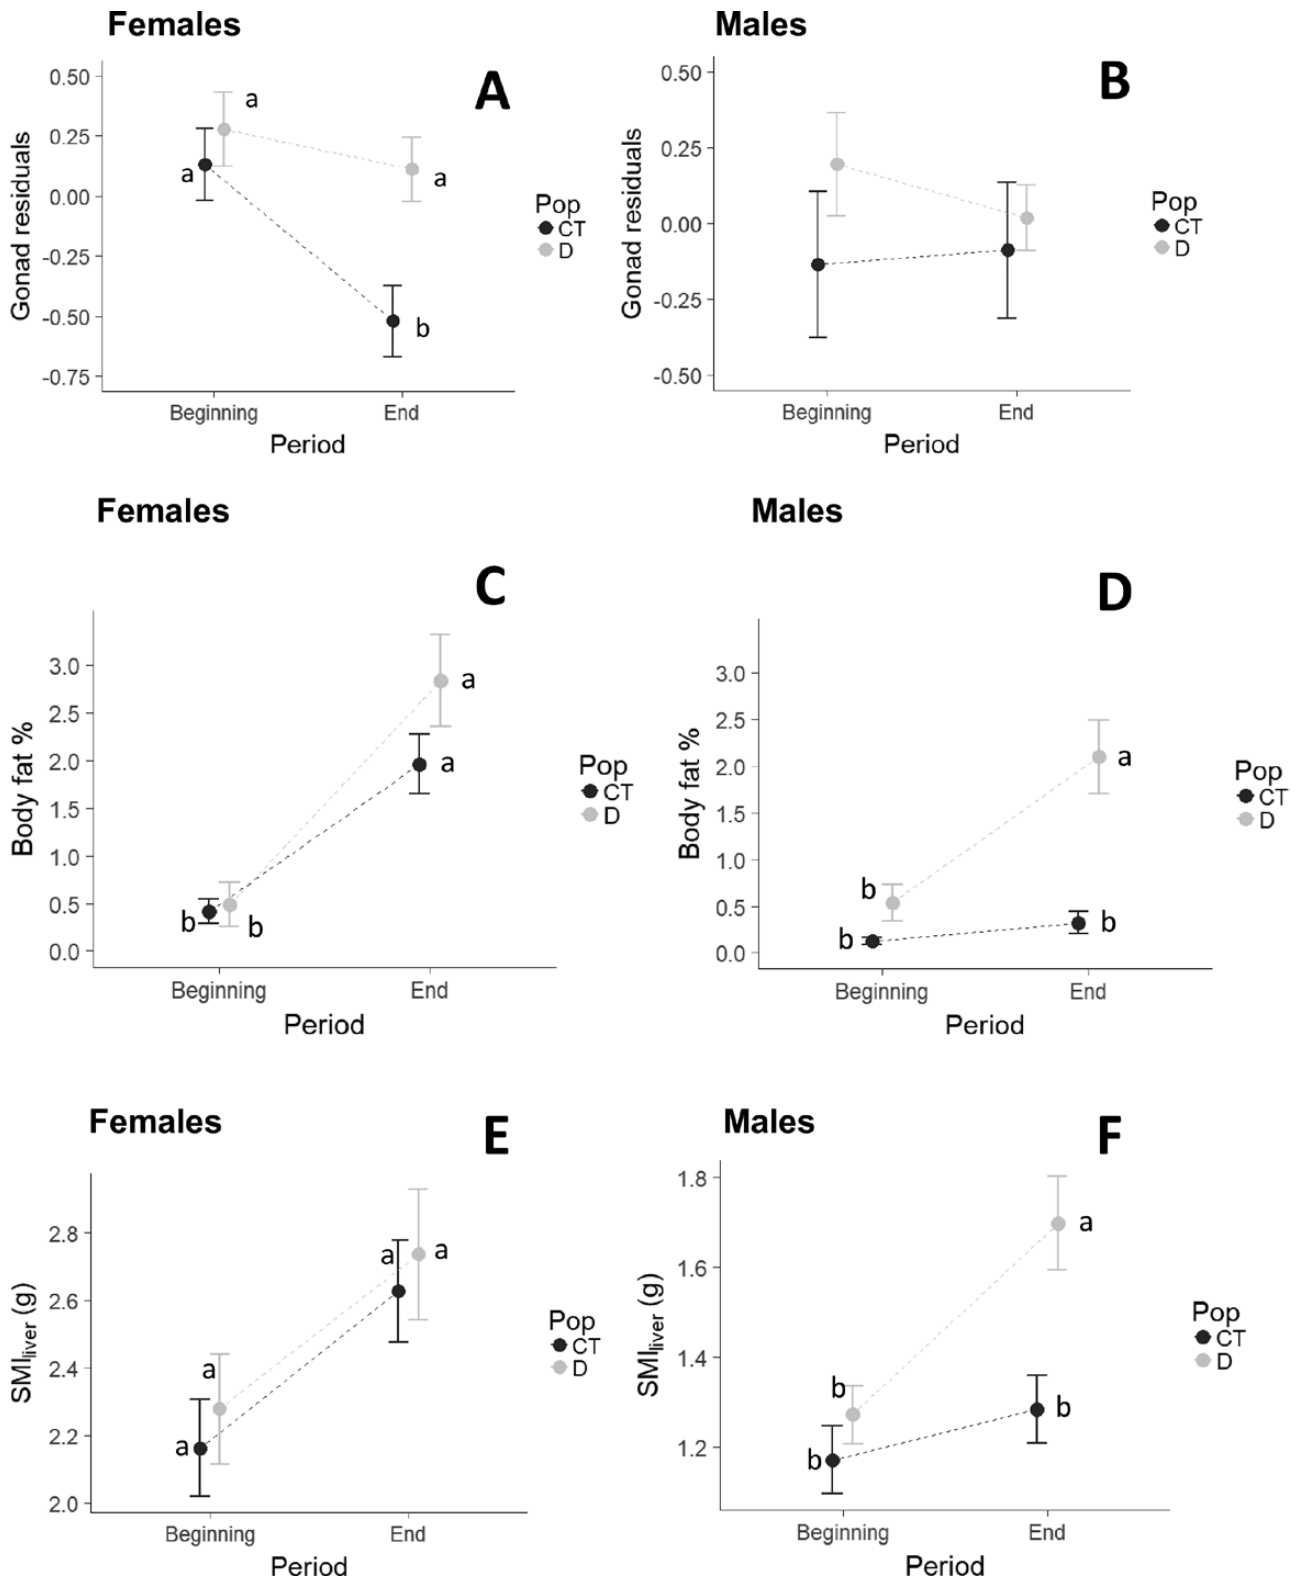 Females
A
0.50
a
0.25
a
a
0.00
Gonad residuals
-0.25
-0.50
b
-0.75
Beginning
End
Period
Pop
CT
D
Males
B
0.50
0.25
0.00
Gonad residuals
-0.25
-0.50
Beginning
End
Period
Pop
CT
D
Females
C
3.0
a
2.5
2.0
a
Body fat %
1.5
1.0
0.5
b
b
0.0
Beginning
End
Period
Pop
CT
D
Males
D
3.0
2.5
2.0
a
Body fat %
1.5
1.0
b
0.5
b
b
0.0
Beginning
End
Period
Pop
CT
D
Females
E
2.8
a
a
2.6
SMIliver (g)
2.4
a
2.2
a
2.0
Beginning
End
Period
Pop
CT
D
Males
F
1.8
a
1.6
SMIliver (g)
1.4
b
b
b
1.2
Beginning
End
Period
Pop
CT
D